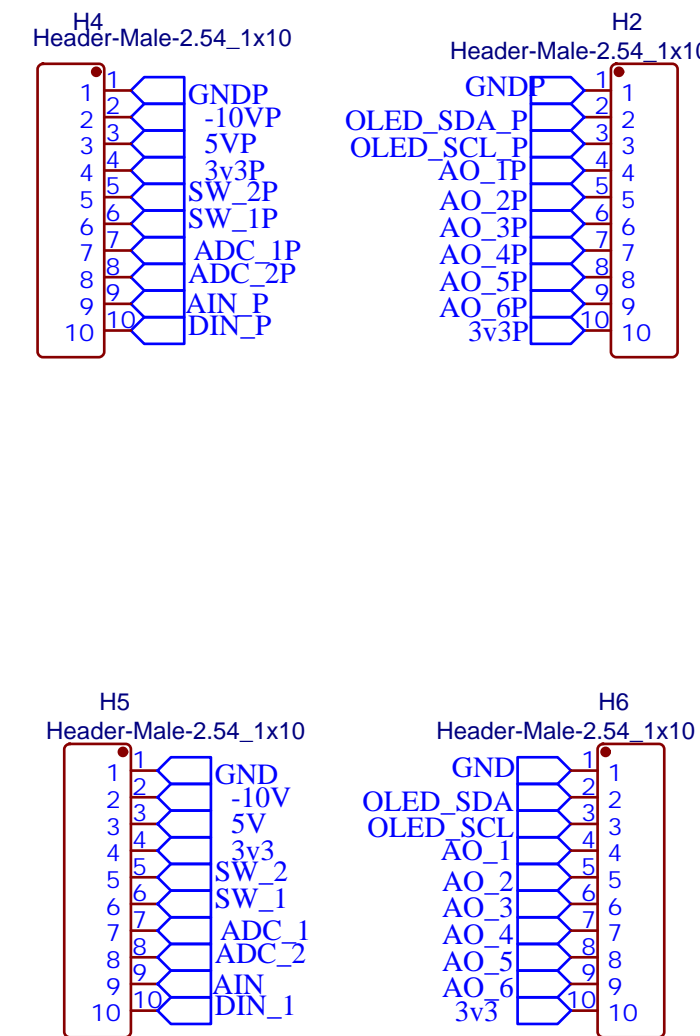 H4
Header-Male-2.54_1x10
1 1 GNDP
2 2 -10VP
3 3 5VP
4 4 3v3P
5 5 SW_2P
6 6 SW_1P
7 7 ADC_1P
8 8 ADC_2P
9 9 AIN_P
10 10 DIN_P
H2
Header-Male-2.54_1x10
GNDP 1 1
OLED_SDA_P 2 2
OLED_SCL_P 3 3
AO_1P 4 4
AO_2P 5 5
AO_3P 6 6
AO_4P 7 7
AO_5P 8 8
AO_6P 9 9
3v3P 10 10
H5
Header-Male-2.54_1x10
1 1 GND
2 2 -10V
3 3 5V
4 4 3v3
5 5 SW_2
6 6 SW_1
7 7 ADC_1
8 8 ADC_2
9 9 AIN
10 10 DIN_1
H6
Header-Male-2.54_1x10
GND 1 1
OLED_SDA 2 2
OLED_SCL 3 3
AO_1 4 4
AO_2 5 5
AO_3 6 6
AO_4 7 7
AO_5 8 8
AO_6 9 9
3v3 10 10